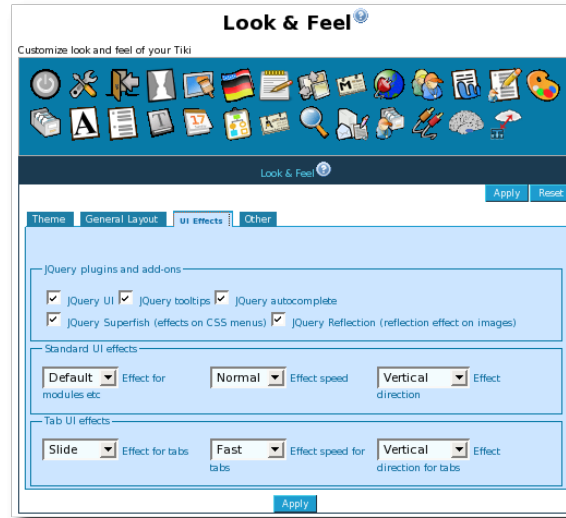 Look & Feel
Customize look and feel of your Tiki
Look & Feel
Apply Reset
Theme General Layout UI Effects Other
JQuery plugins and add-ons
JQuery UI JQuery tooltips JQuery autocomplete
JQuery Superfish (effects on CSS menus) JQuery Reflection (reflection effect on images)
Standard UI effects
Default Effect for modules etc Normal Effect speed Vertical Effect direction
Tab UI effects
Slide Effect for tabs Fast Effect speed for tabs Vertical Effect direction for tabs
Apply